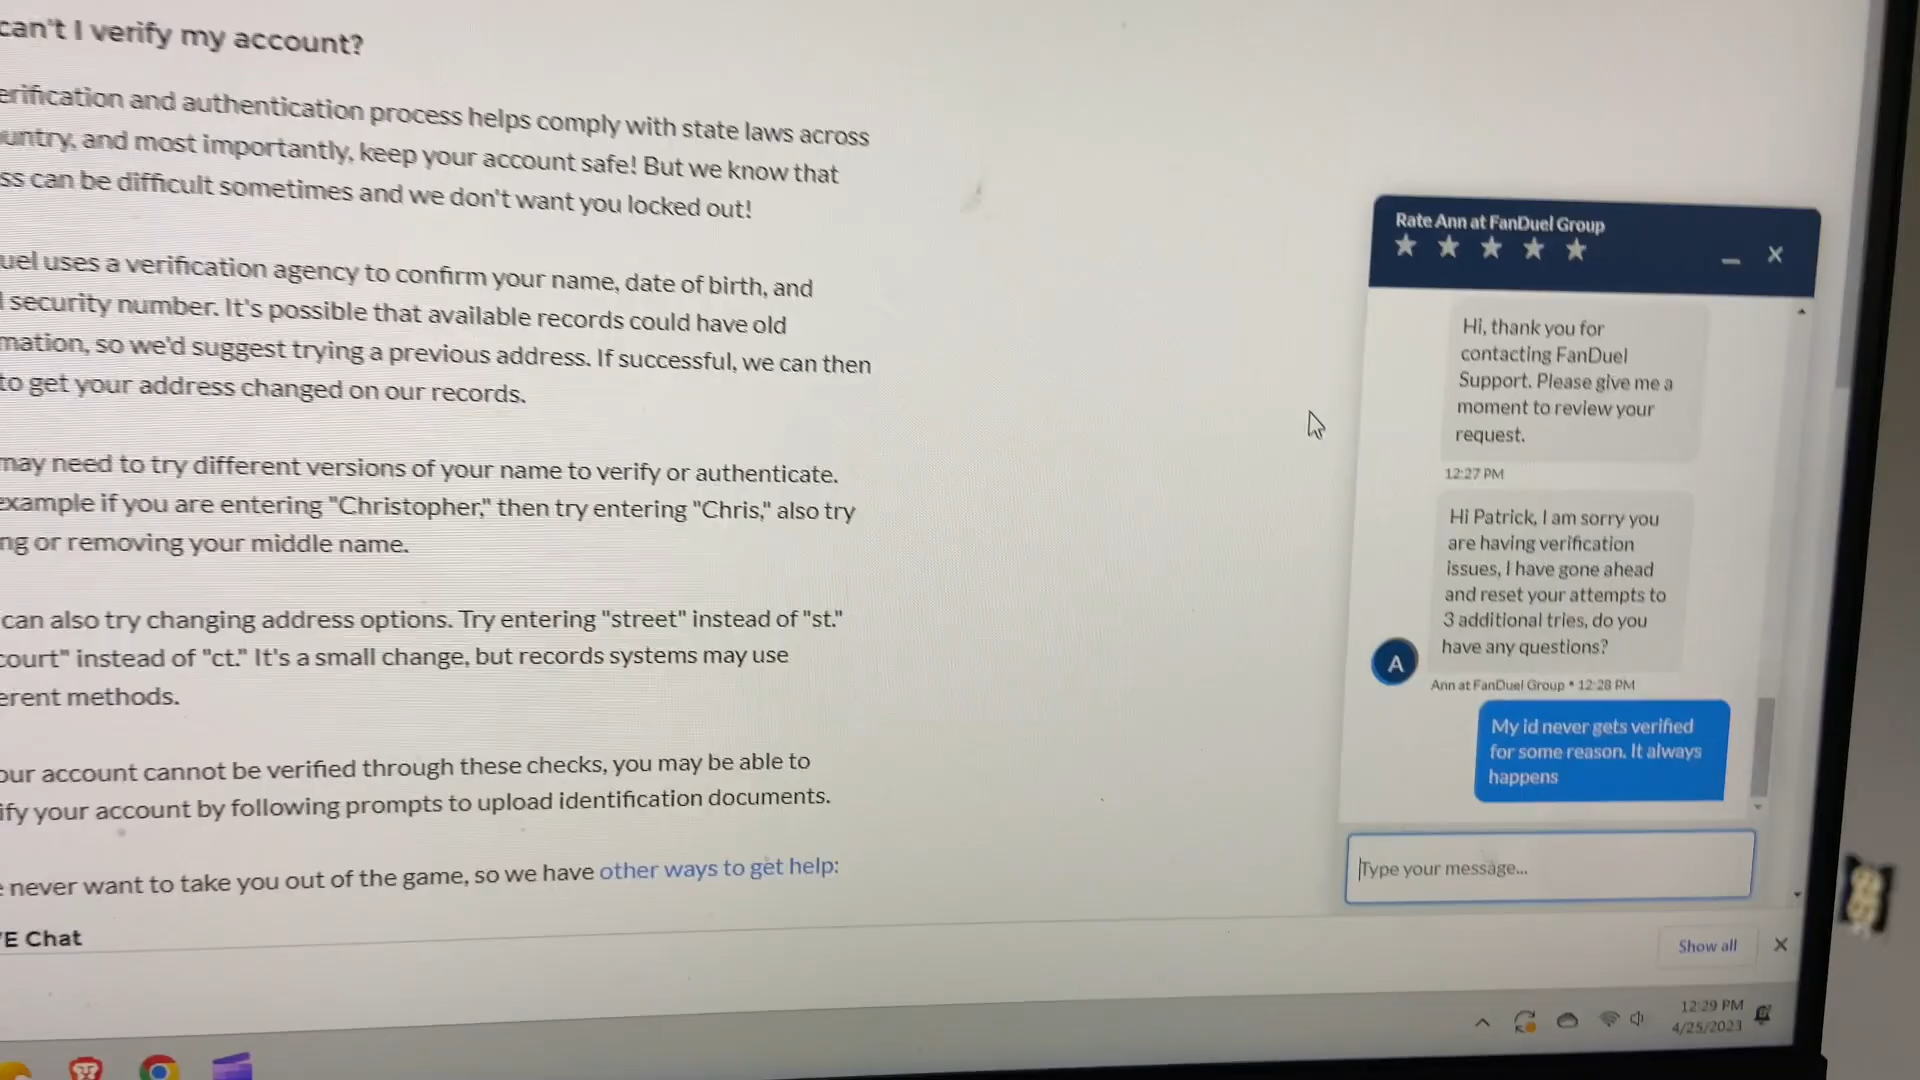 can't I verify my account?
erification and authentication process helps comply with state laws across
ountry, and most importantly, keep your account safe! But we know that
ss can be difficult sometimes and we don't want you locked out!
uel uses a verification agency to confirm your name, date of birth, and
l security number. It's possible that available records could have old
mation, so we'd suggest trying a previous address. If successful, we can then
to get your address changed on our records.
may need to try different versions of your name to verify or authenticate.
example if you are entering "Christopher," then try entering "Chris," also try
ng or removing your middle name.
can also try changing address options. Try entering "street" instead of "st."
court" instead of "ct." It's a small change, but records systems may use
erent methods.
our account cannot be verified through these checks, you may be able to
ify your account by following prompts to upload identification documents.
e never want to take you out of the game, so we have other ways to get help:
E Chat
Rate Ann at FanDuel Group
Hi, thank you for
contacting FanDuel
Support. Please give me a
moment to review your
request.
12:27 PM
Hi Patrick, I am sorry you
are having verification
issues, I have gone ahead
and reset your attempts to
3 additional tries, do you
have any questions?
A
Ann at FanDuel Group • 12:28 PM
My id never gets verified
for some reason. It always
happens
Type your message...
Show all
12:29 PM
4/25/2023